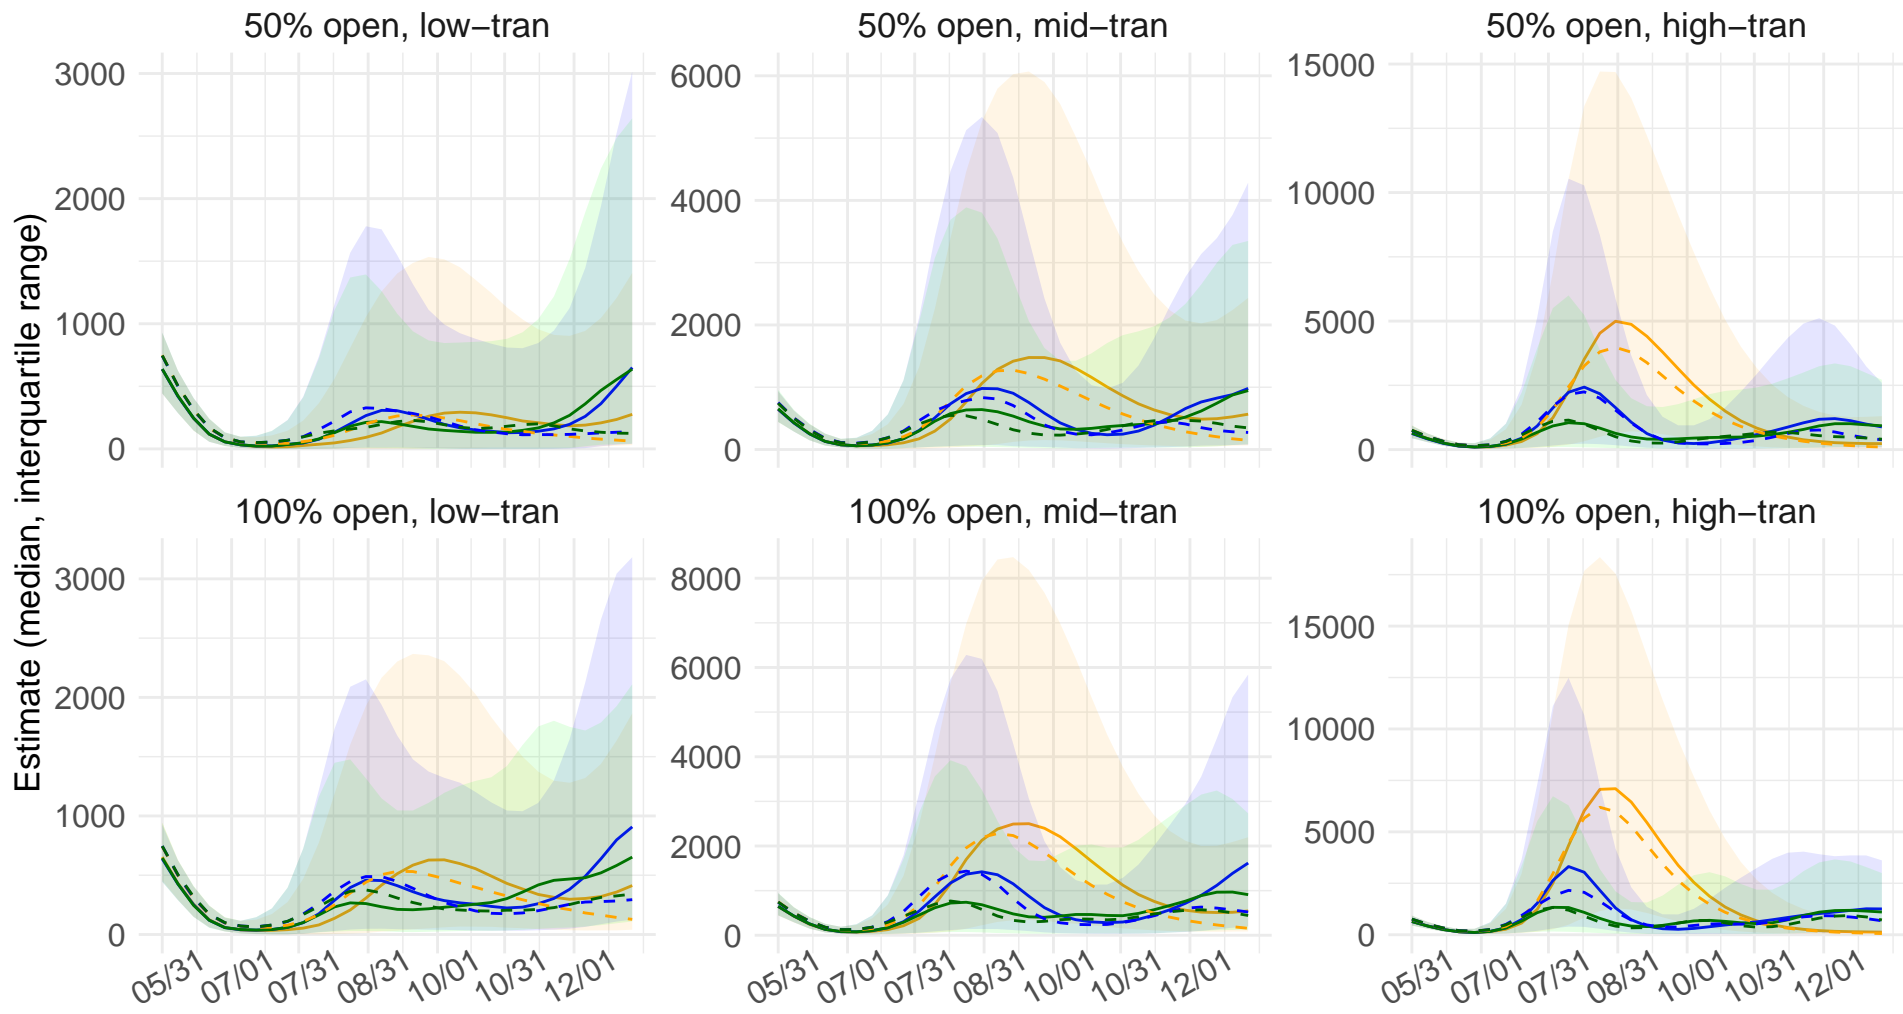 50% open, low−tran
50% open, mid−tran
50% open, high−tran
3000
2000
1000
0
6000
4000
2000
0
15000
10000
5000
0
Estimate (median, interquartile range)
100% open, low−tran
100% open, mid−tran
100% open, high−tran
3000
2000
1000
0
8000
6000
4000
2000
0
15000
10000
5000
0
05/31 07/01 07/31 08/31 10/01 10/31 12/01
05/31 07/01 07/31 08/31 10/01 10/31 12/01
05/31 07/01 07/31 08/31 10/01 10/31 12/01